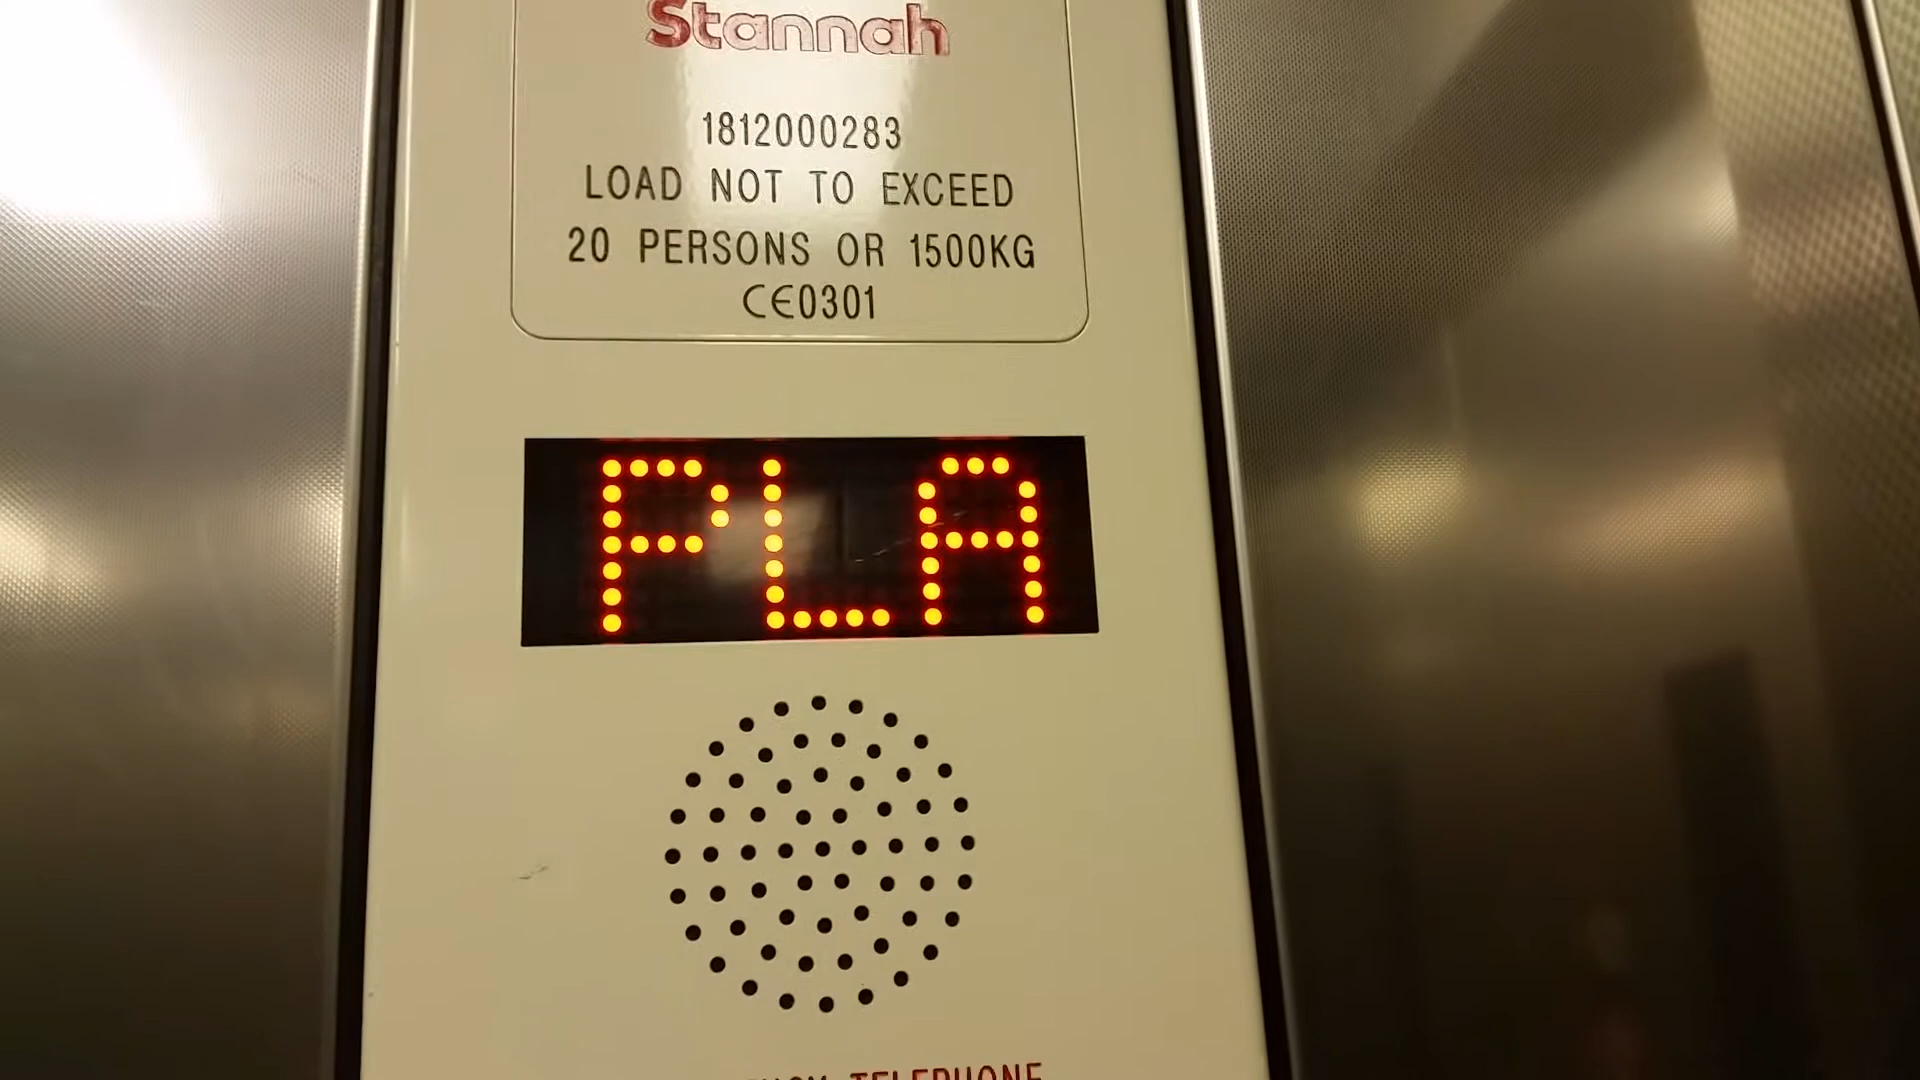 Stannah
1812000283
LOAD NOT TO EXCEED
20 PERSONS OR 1500KG
CE0301
PLA
TELEPHONE